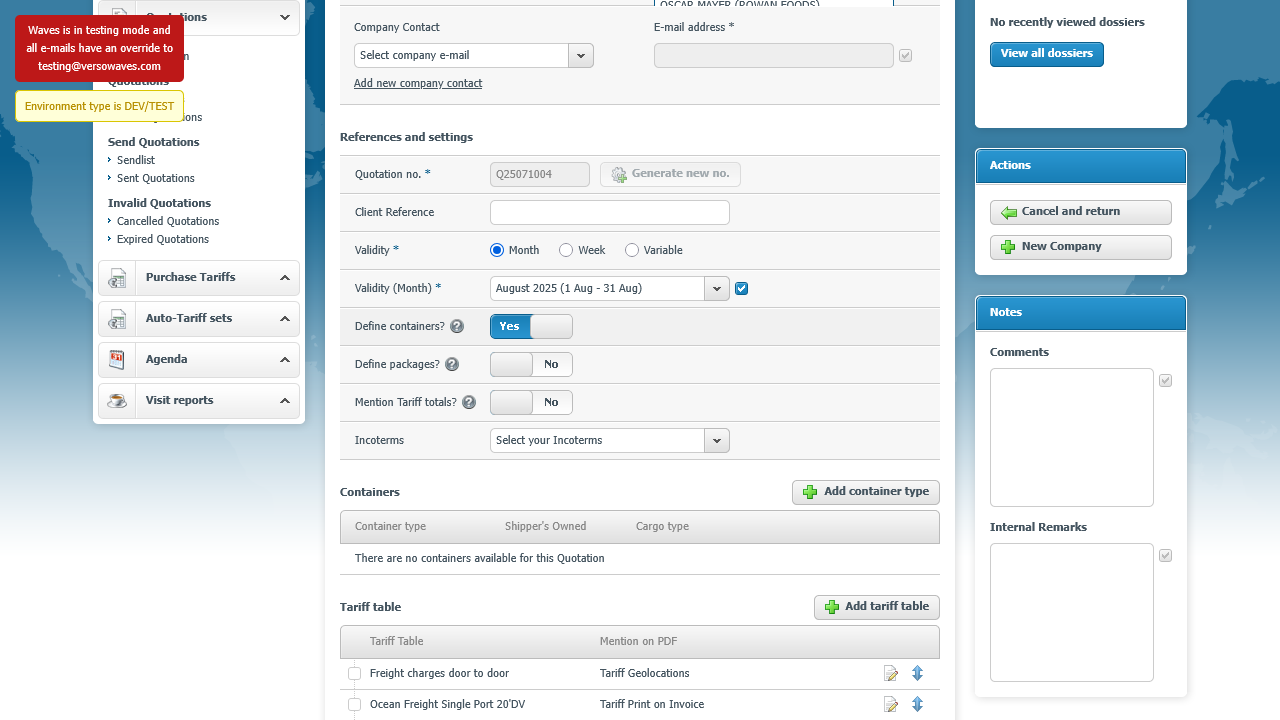 Quotations
Waves is in testing mode and
all e-mails have an override to
testing@versowaves.com
Environment type is DEV/TEST
Send Quotations
Sendlist
Sent Quotations
Invalid Quotations
Cancelled Quotations
Expired Quotations
Purchase Tariffs
Auto-Tariff sets
Agenda
Visit reports
OSCAR MAYER (ROWAN FOODS)
Company Contact
E-mail address *
Select company e-mail
Add new company contact
References and settings
Quotation no. *
Q25071004
Generate new no.
Client Reference
Validity *
Month
Week
Variable
Validity (Month) *
August 2025 (1 Aug - 31 Aug)
Define containers?
Yes
Define packages?
No
Mention Tariff totals?
No
Incoterms
Select your Incoterms
Containers
Add container type
Container type
Shipper's Owned
Cargo type
There are no containers available for this Quotation
Tariff table
Add tariff table
Tariff Table
Mention on PDF
Freight charges door to door
Tariff Geolocations
Ocean Freight Single Port 20'DV
Tariff Print on Invoice
No recently viewed dossiers
View all dossiers
Actions
Cancel and return
New Company
Notes
Comments
Internal Remarks